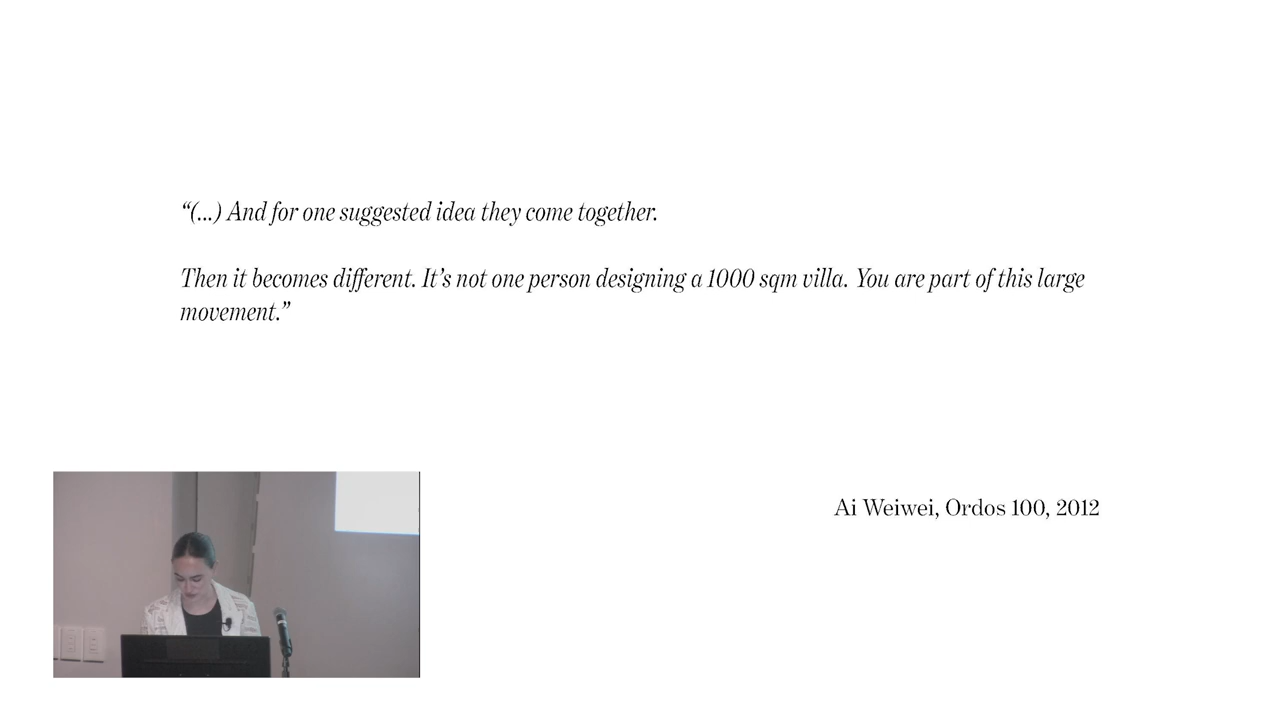 “(...) And for one suggested idea they come together.
Then it becomes different. It’s not one person designing a 1000 sqm villa. You are part of this large
movement.”
Ai Weiwei, Ordos 100, 2012